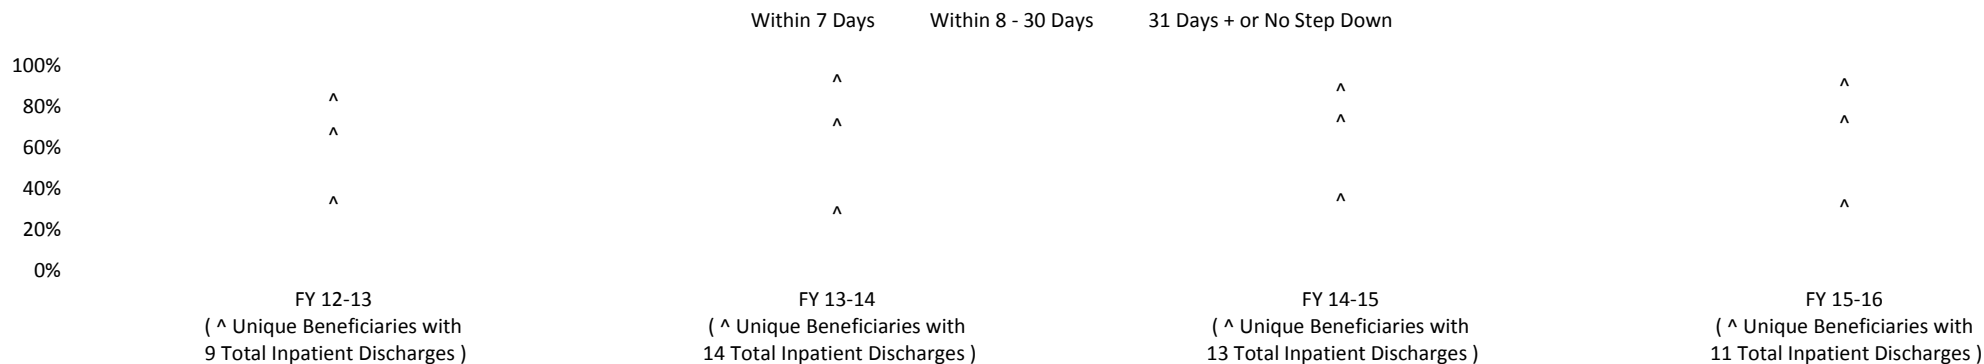 Within 7 Days Within 8 - 30 Days 31 Days + or No Step Down
100%
80%
60%
40%
20%
0%
^ ^ ^ ^
^ ^ ^ ^
^ ^ ^ ^
FY 12-13 FY 13-14 FY 14-15 FY 15-16
( ^ Unique Beneficiaries with ( ^ Unique Beneficiaries with ( ^ Unique Beneficiaries with ( ^ Unique Beneficiaries with
9 Total Inpatient Discharges ) 14 Total Inpatient Discharges ) 13 Total Inpatient Discharges ) 11 Total Inpatient Discharges )